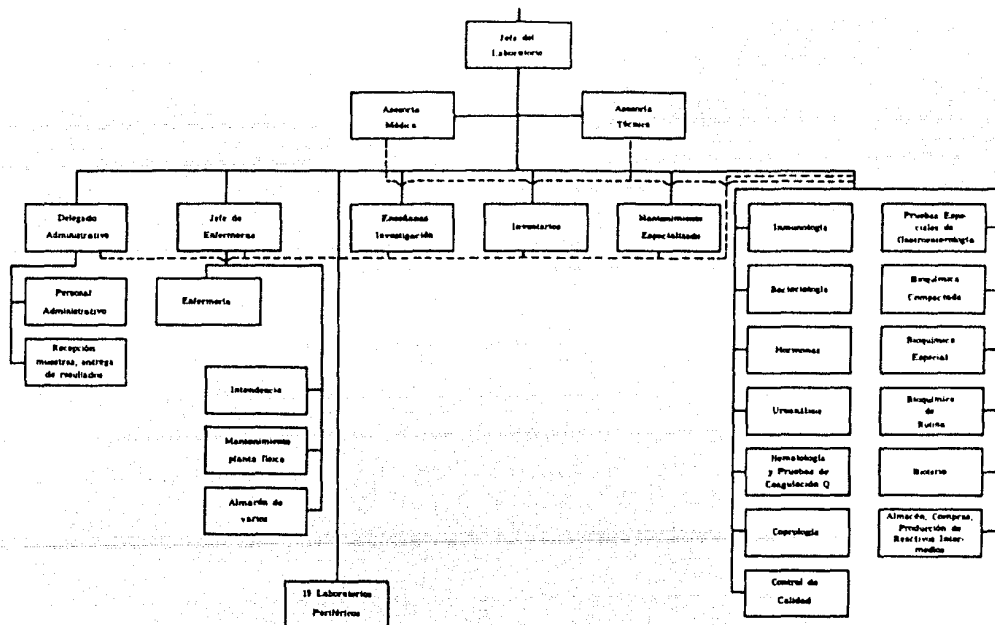 Jefe del
Laboratorio
Asesoría
Médica
Asesoría
Técnica
Delegado
Administrativo
Jefe de
Enfermeras
Enseñanza
Investigación
Inventarios
Mantenimiento
Especializado
Inmunología
Pruebas Espe-
ciales de
Personal
Administrativo
Enfermería
Bacteriología
Bioquímica
Compactada
Recepción
muestras, entrega
de resultados
Hormonas
Bioquímica
Especial
Intendencia
Uroanálisis
Bioquímica
de
Rutina
Mantenimiento
planta física
Hematología
y Pruebas de
Coagulación Q
Bioterio
Almacén de
varios
Coprología
Almacén, Compras,
Producción de
Reactivos Inter-
medios
19 Laboratorios
Periféricos
Control de
Calidad